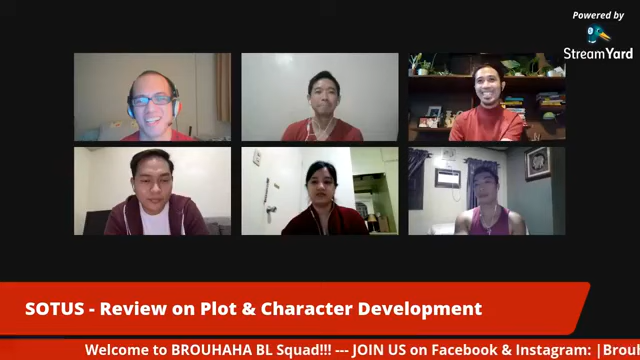 Powered by
StreamYard
SOTUS - Review on Plot & Character Development
Welcome to BROUHAHA BL Squad!!! --- JOIN US on Facebook & Instagram: |Brouh